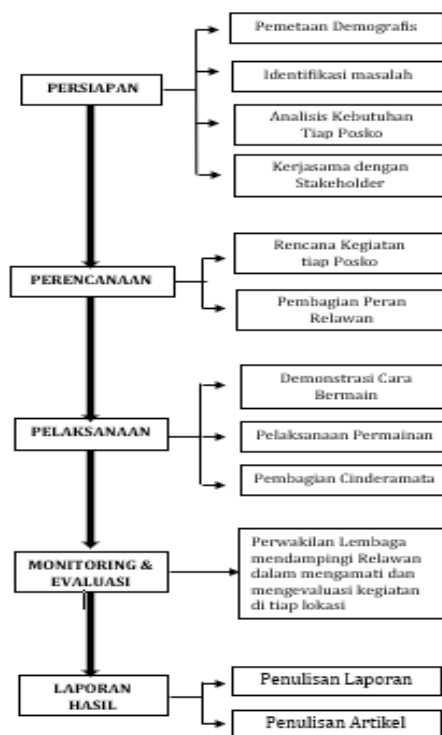 PERSIAPAN
Pemetaan Demografis
Identifikasi masalah
Analisis Kebutuhan
Tiap Posko
Kerjasama dengan
Stakeholder
PERENCANAAN
Rencana Kegiatan
tiap Posko
Pembagian Peran
Relawan
PELAKSANAAN
Demonstrasi Cara
Bermain
Pelaksanaan Permainan
Pembagian Cinderamata
MONITORING &
EVALUASI
Perwakilan Lembaga
mendampingi Relawan
dalam mengamati dan
mengevaluasi kegiatan
di tiap lokasi
LAPORAN
HASIL
Penulisan Laporan
Penulisan Artikel